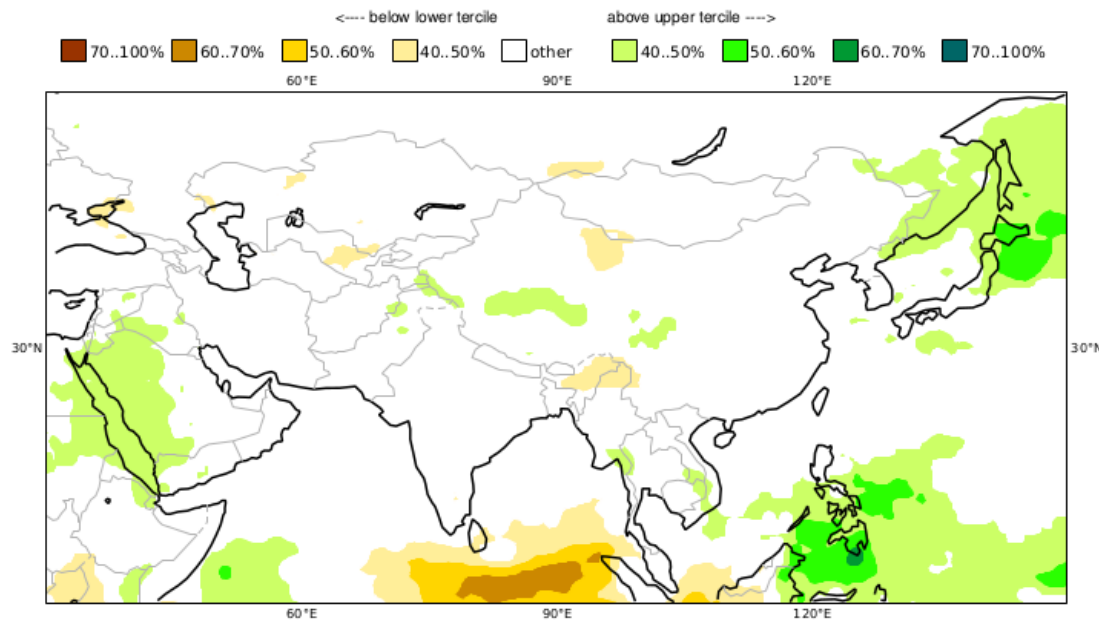 <---- below lower tercile above upper tercile ---->
70..100% 60..70% 50..60% 40..50% other 40..50% 50..60% 60..70% 70..100%
60°E 90°E 120°E
30°N 30°N
60°E 90°E 120°E